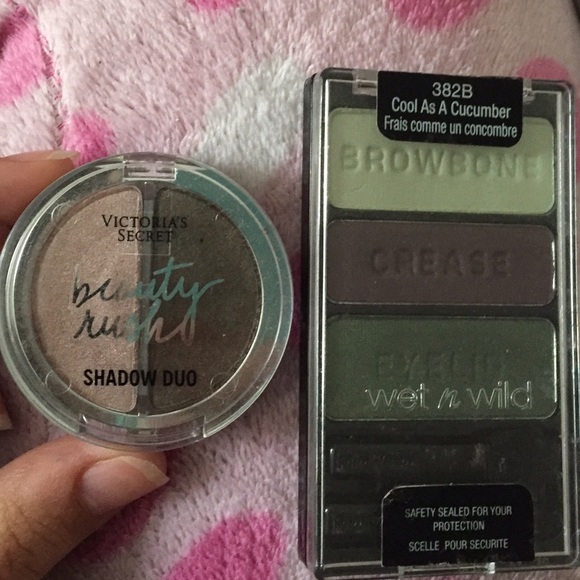 VICTORIA'S
SECRET
beauty
rush
SHADOW DUO
382B
Cool As A Cucumber
Frais comme un concombre
BROWBONE
CREASE
EYELID
wet n wild
SAFETY SEALED FOR YOUR
PROTECTION
SCELLE POUR SECURITE